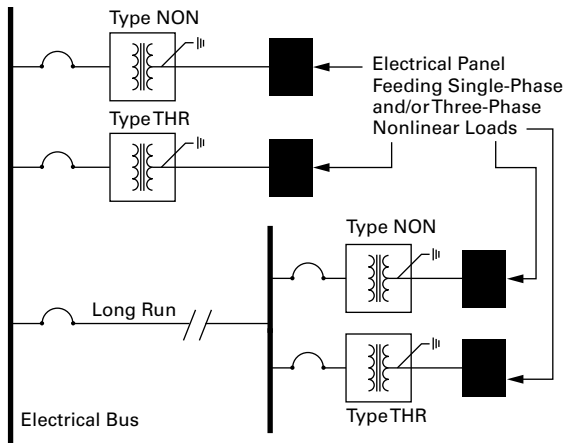 Type NON
Electrical Panel
Feeding Single-Phase
and/or Three-Phase
Nonlinear Loads
Type THR
Type NON
Long Run
Type THR
Electrical Bus